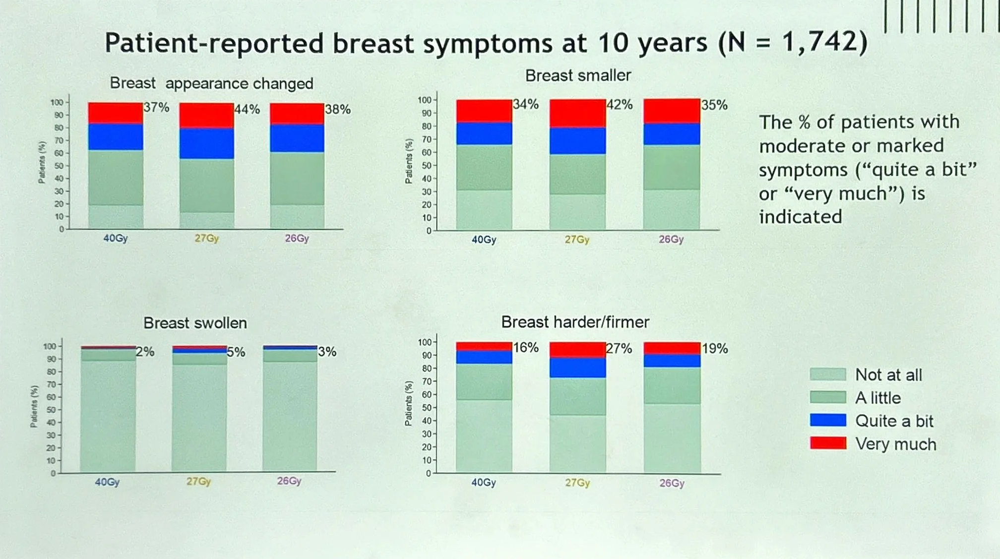 Patient-reported breast symptoms at 10 years (N = 1,742)
Breast appearance changed
Patients (%)
100
90
80
70
60
50
40
30
20
10
0
37%
44%
38%
40Gy
27Gy
26Gy
Breast smaller
Patients (%)
100
90
80
70
60
50
40
30
20
10
0
34%
42%
35%
40Gy
27Gy
26Gy
The % of patients with
moderate or marked
symptoms (“quite a bit”
or “very much”) is
indicated
Breast swollen
Patients (%)
100
90
80
70
60
50
40
30
20
10
0
2%
5%
3%
40Gy
27Gy
26Gy
Breast harder/firmer
Patients (%)
100
90
80
70
60
50
40
30
20
10
0
16%
27%
19%
40Gy
27Gy
26Gy
Not at all
A little
Quite a bit
Very much